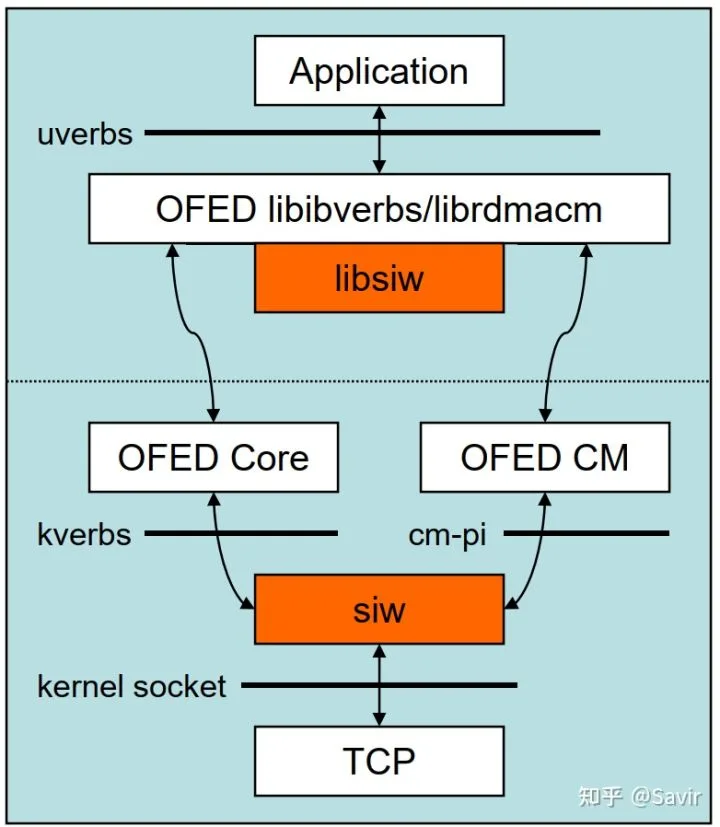 Application
uverbs
OFED libibverbs/librdmacm
libsiw
OFED Core
OFED CM
kverbs
cm-pi
siw
kernel socket
TCP
知乎 @Savir